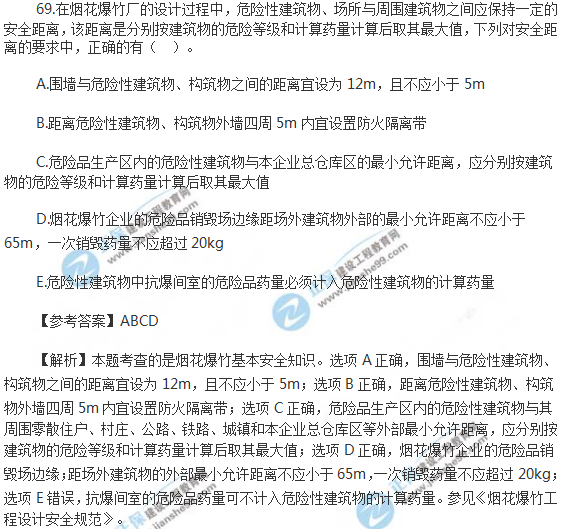 69.在烟花爆竹厂的设计过程中，危险性建筑物、场所与周围建筑物之间应保持一定的
安全距离，该距离是分别按建筑物的危险等级和计算药量计算后取其最大值，下列对安全距
离的要求中，正确的有（ ）。
A.围墙与危险性建筑物、构筑物之间的距离宜设为 12m，且不应小于 5m
B.距离危险性建筑物、构筑物外墙四周 5m 内宜设置防火隔离带
C.危险品生产区内的危险性建筑物与本企业总仓库区的最小允许距离，应分别按建筑
物的危险等级和计算药量计算后取其最大值
D.烟花爆竹企业的危险品销毁场边缘距场外建筑物外部的最小允许距离不应小于
65m，一次销毁药量不应超过 20kg
E.危险性建筑物中抗爆间室的危险品药量必须计入危险性建筑物的计算药量
【参考答案】ABCD
【解析】本题考查的是烟花爆竹基本安全知识。选项 A 正确，围墙与危险性建筑物、
构筑物之间的距离宜设为 12m，且不应小于 5m；选项 B 正确，距离危险性建筑物、构筑
物外墙四周 5m 内宜设置防火隔离带；选项 C 正确，危险品生产区内的危险性建筑物与其
周围零散住户、村庄、公路、铁路、城镇和本企业总仓库区等外部最小允许距离，应分别按
建筑物的危险等级和计算药量计算后取其最大值；选项 D 正确，烟花爆竹企业的危险品销
毁场边缘；距场外建筑物的外部最小允许距离不应小于 65m，一次销毁药量不应超过 20kg；
选项 E 错误，抗爆间室的危险品药量可不计入危险性建筑物的计算药量。参见《烟花爆竹工
程设计安全规范》。
正保 建设工程教育网
www.jianshe99.com
正保 建设工程教育网
www.jianshe99.com